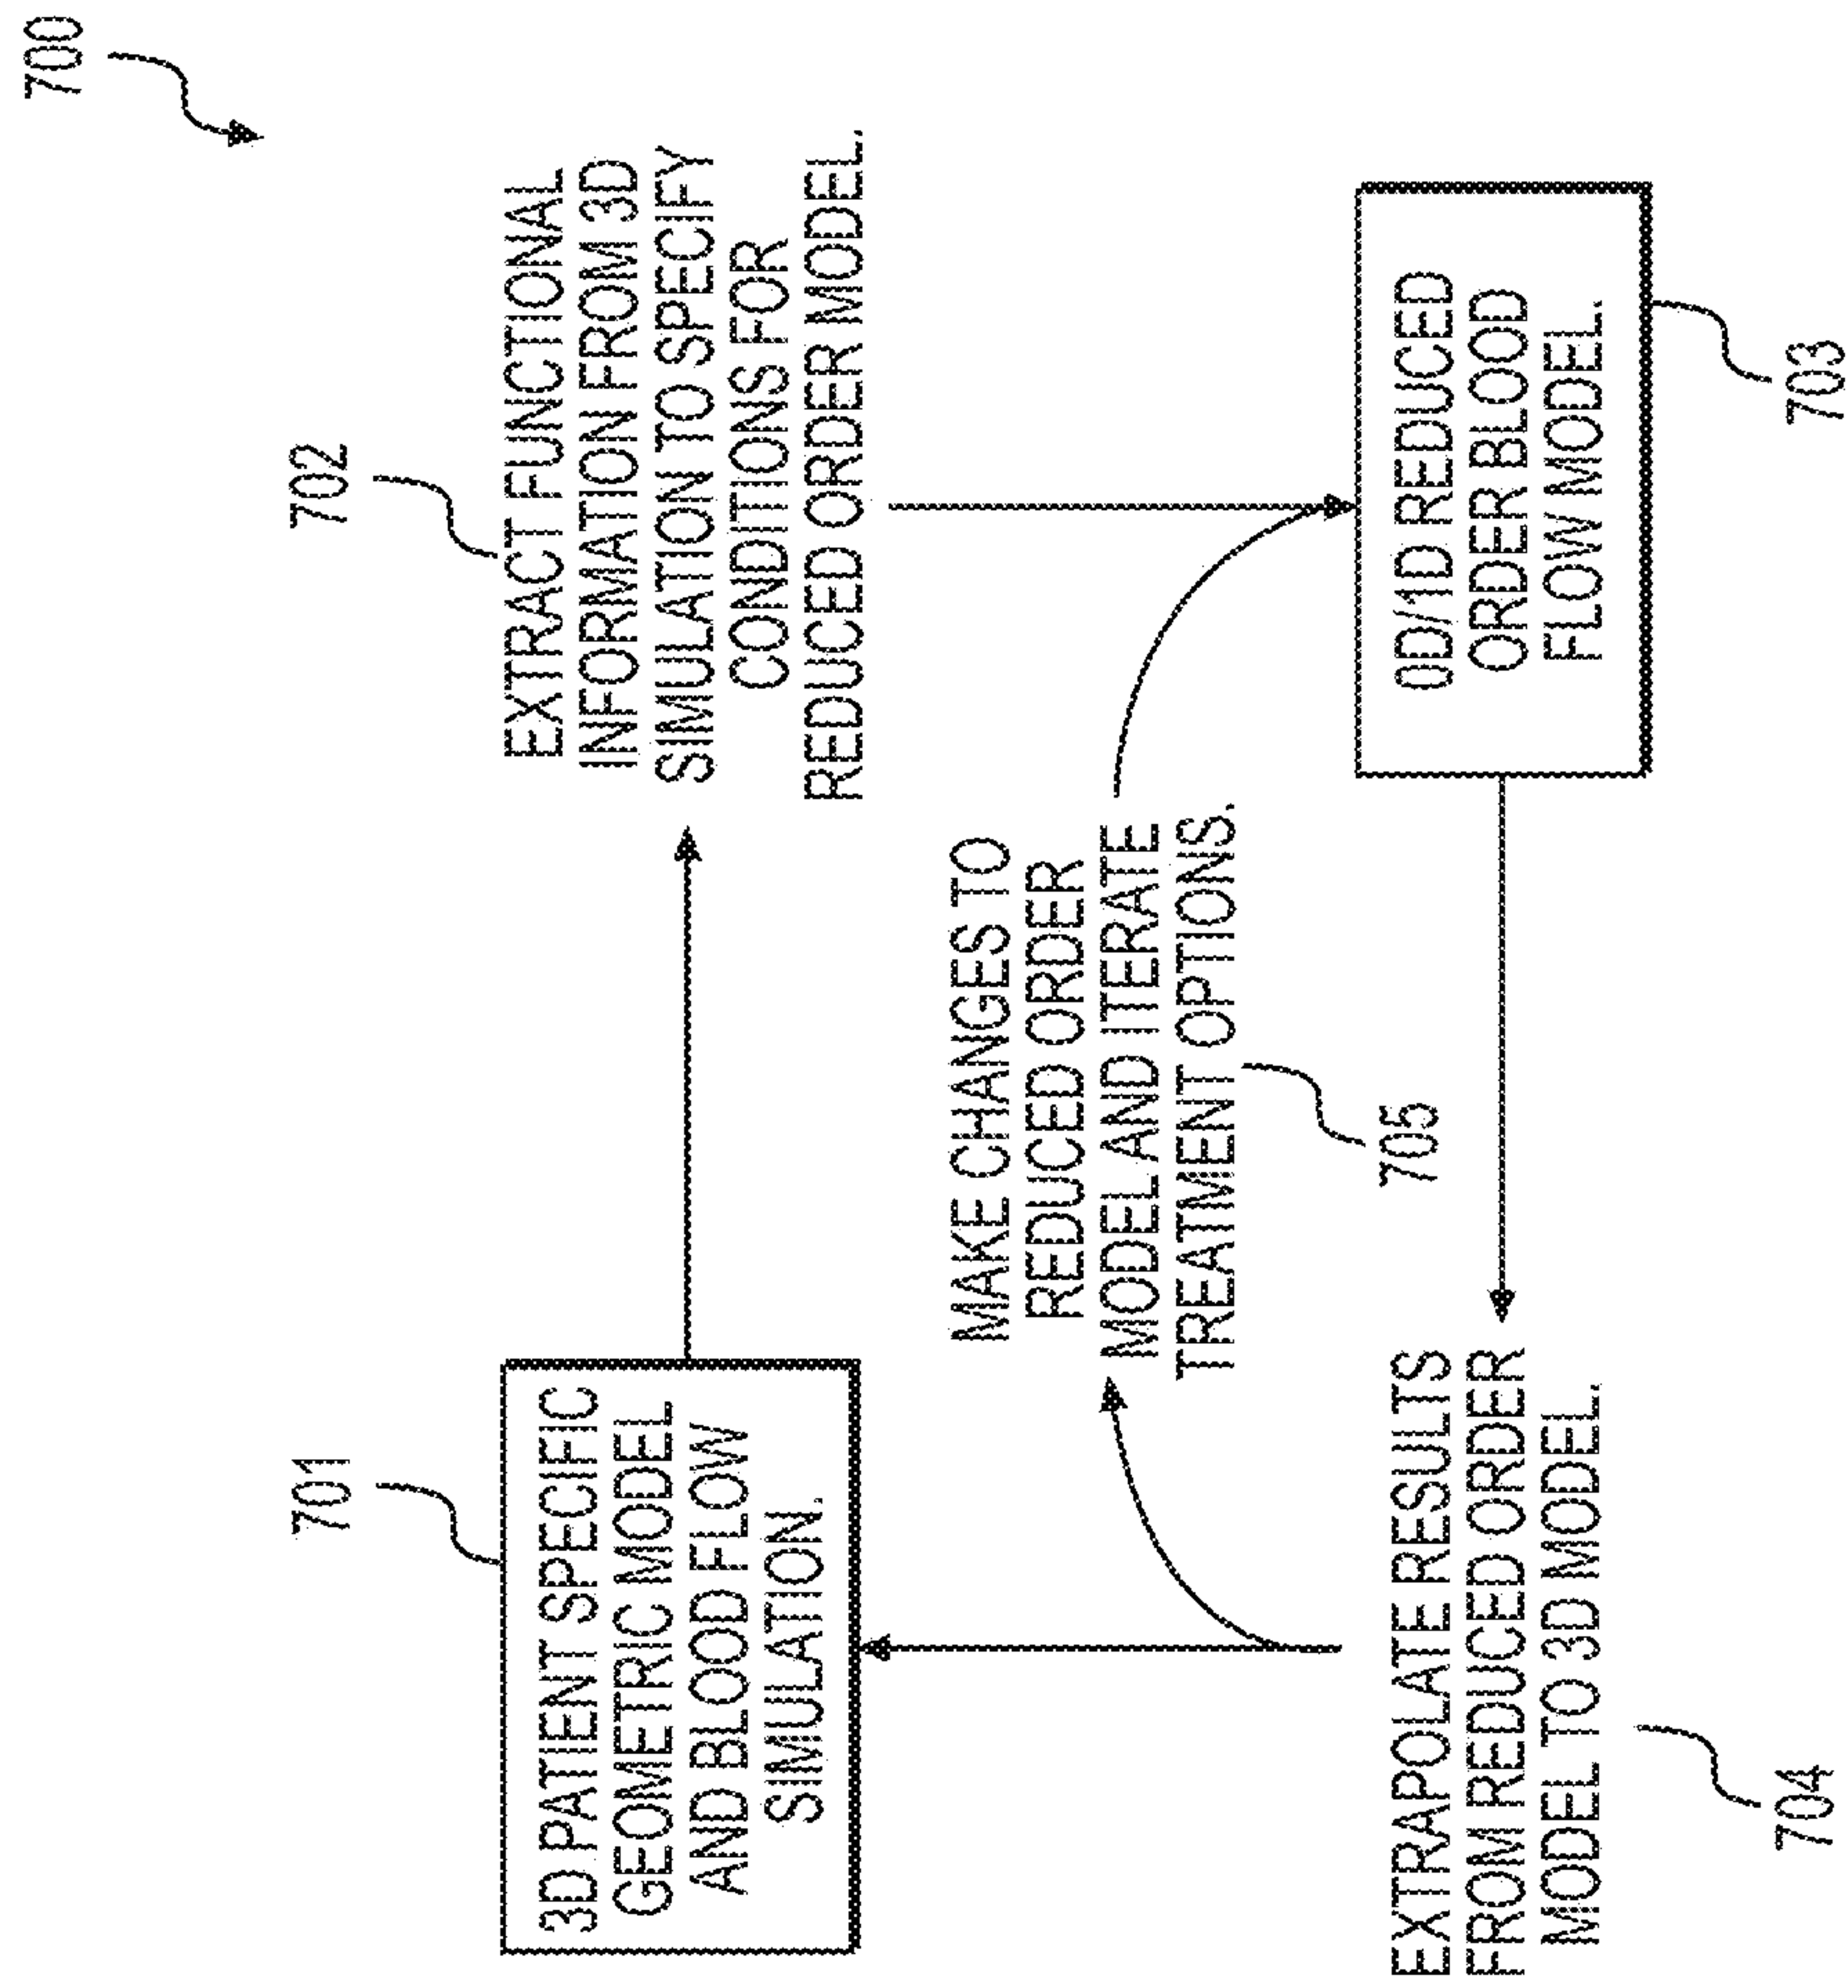 700
701
3D PATIENT SPECIFIC
GEOMETRIC MODEL
AND BLOOD FLOW
SIMULATION.
702
EXTRACT FUNCTIONAL
INFORMATION FROM 3D
SIMULATION TO SPECIFY
CONDITIONS FOR
REDUCED ORDER MODEL.
MAKE CHANGES TO
REDUCED ORDER
MODEL AND ITERATE
TREATMENT OPTIONS.
705
EXTRAPOLATE RESULTS
FROM REDUCED ORDER
MODEL TO 3D MODEL.
704
0D/1D REDUCED
ORDER BLOOD
FLOW MODEL.
703